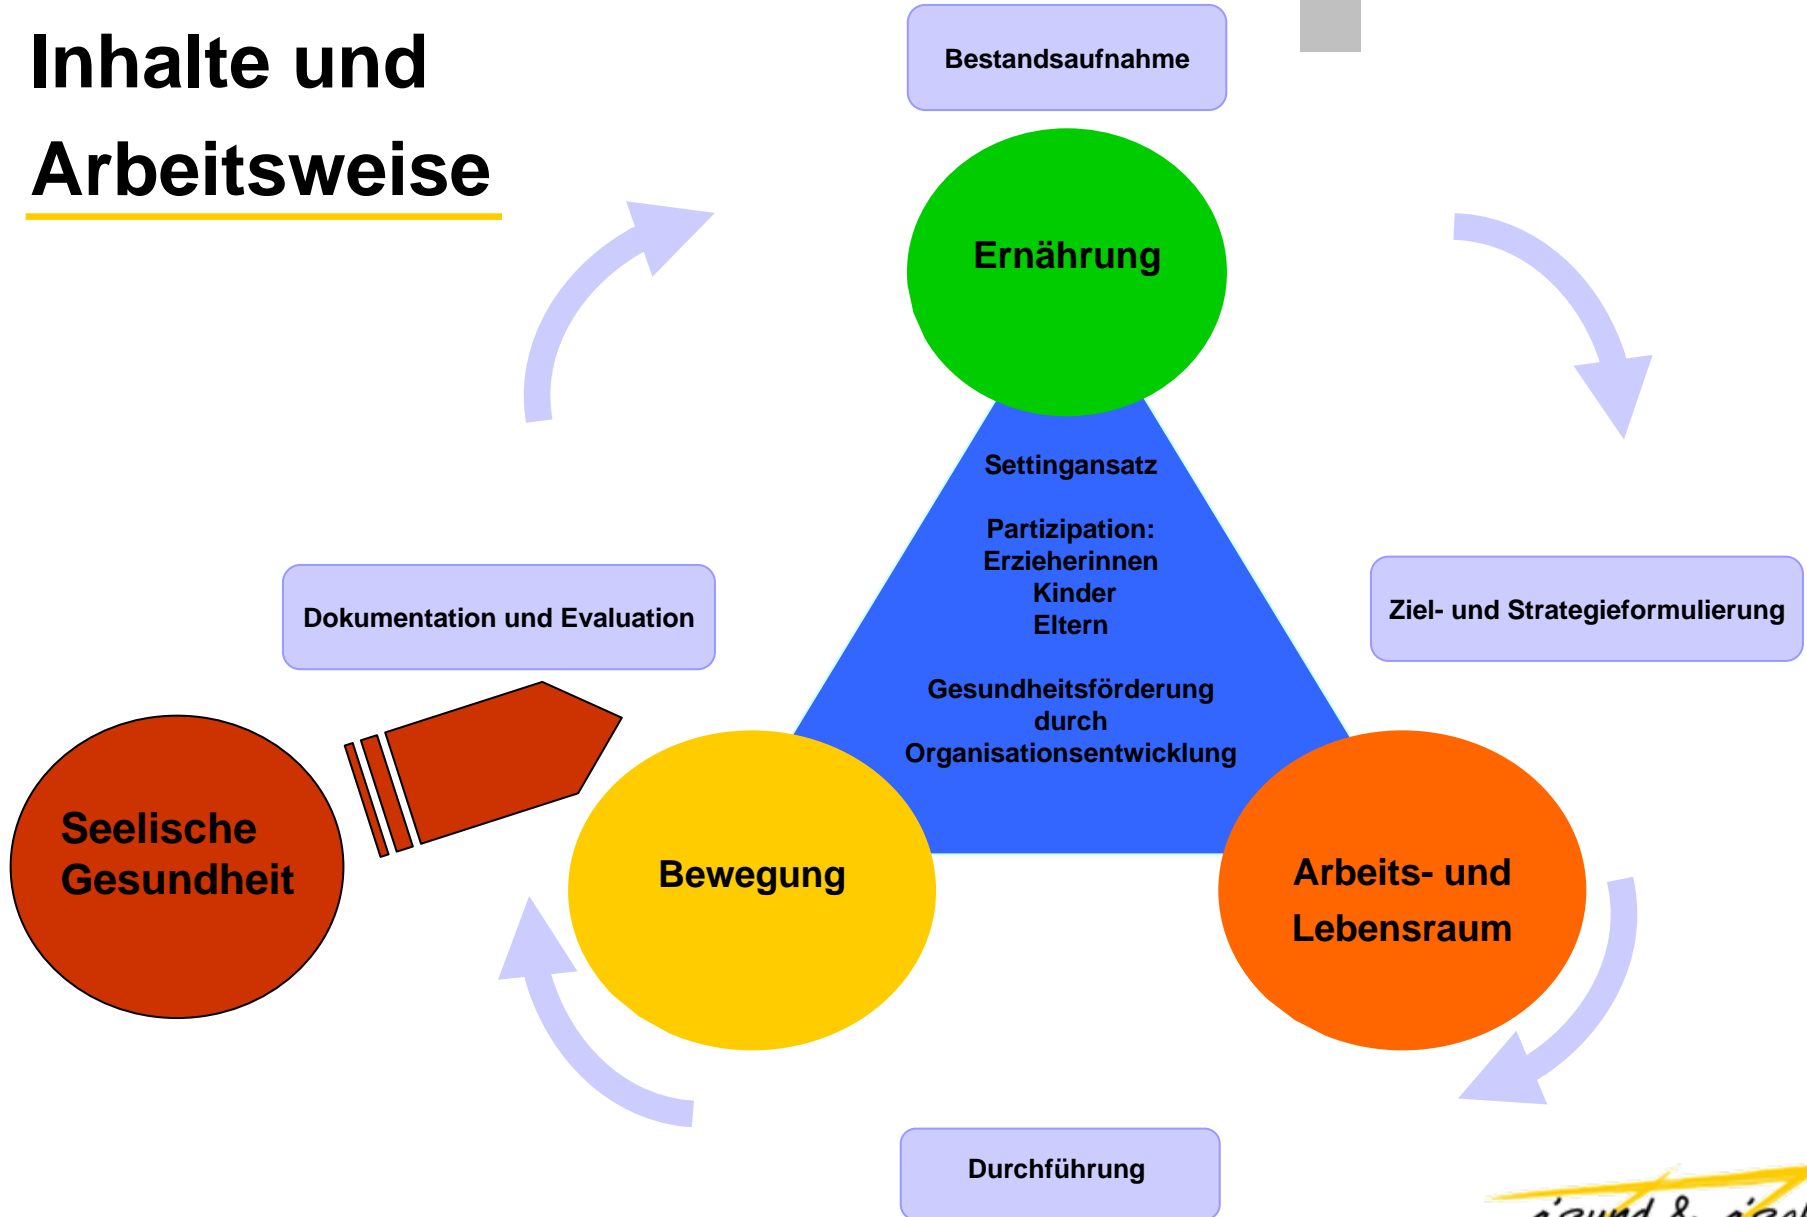 Inhalte und
Arbeitsweise
Bestandsaufnahme
Ernährung
Settingansatz
Partizipation:
Erzieherinnen
Kinder
Eltern
Gesundheitsförderung
durch
Organisationsentwicklung
Dokumentation und Evaluation
Ziel- und Strategieformulierung
Seelische
Gesundheit
Bewegung
Arbeits- und
Lebensraum
Durchführung